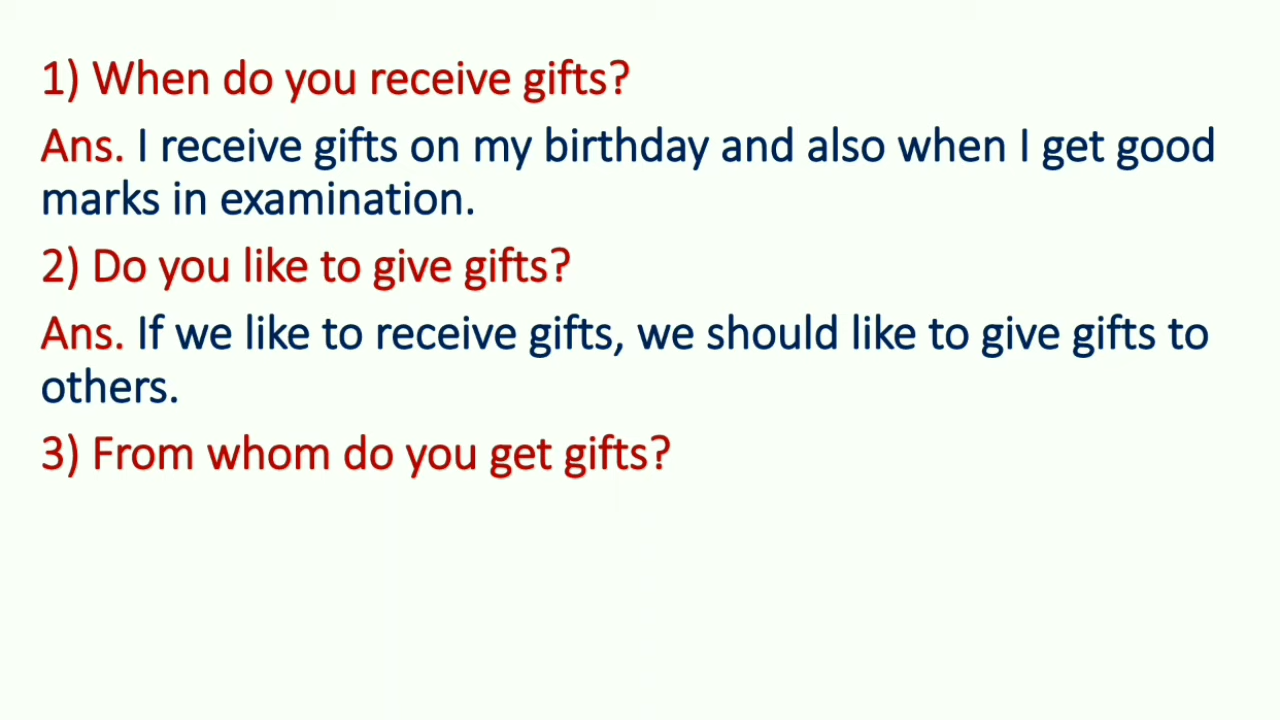 1) When do you receive gifts?
Ans. I receive gifts on my birthday and also when I get good
marks in examination.
2) Do you like to give gifts?
Ans. If we like to receive gifts, we should like to give gifts to
others.
3) From whom do you get gifts?